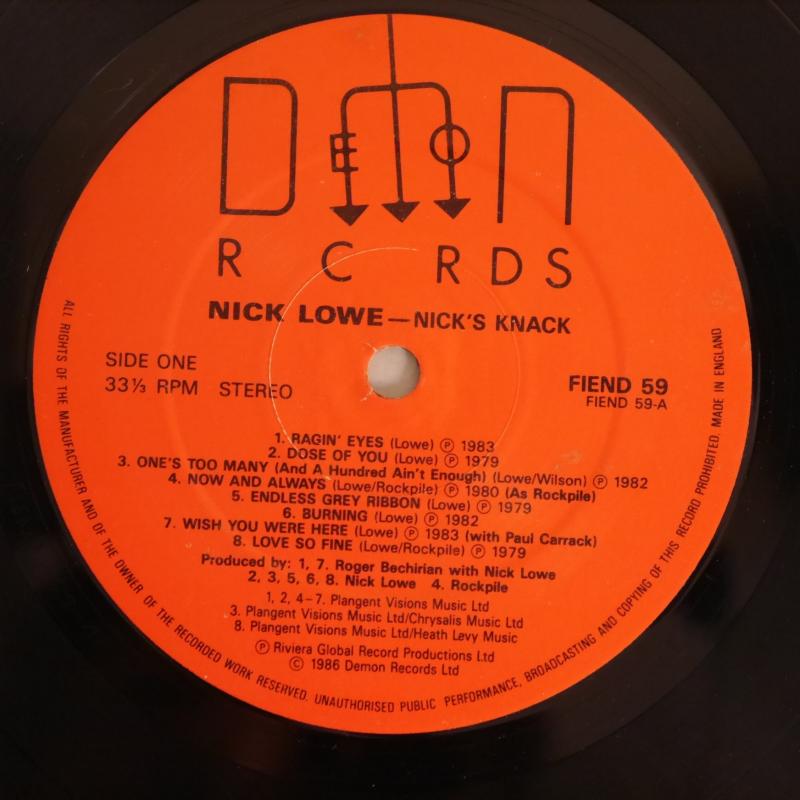 DEMON
RCRDS
NICK LOWE — NICK'S KNACK
SIDE ONE
33⅓ RPM STEREO
FIEND 59
FIEND 59-A
1. RAGIN' EYES (Lowe) Ⓟ 1983
2. DOSE OF YOU (Lowe) Ⓟ 1979
3. ONE'S TOO MANY (And A Hundred Ain't Enough) (Lowe/Wilson) Ⓟ 1982
4. NOW AND ALWAYS (Lowe/Rockpile) Ⓟ 1980 (As Rockpile)
5. ENDLESS GREY RIBBON (Lowe) Ⓟ 1979
6. BURNING (Lowe) Ⓟ 1982
7. WISH YOU WERE HERE (Lowe) Ⓟ 1983 (with Paul Carrack)
8. LOVE SO FINE (Lowe/Rockpile) Ⓟ 1979
Produced by: 1, 7. Roger Bechirian with Nick Lowe
2, 3, 5, 6, 8. Nick Lowe 4. Rockpile
1, 2, 4-7. Plangent Visions Music Ltd
3. Plangent Visions Music Ltd/Chrysalis Music Ltd
8. Plangent Visions Music Ltd/Heath Levy Music
Ⓟ Riviera Global Record Productions Ltd
© 1986 Demon Records Ltd
ALL RIGHTS OF THE MANUFACTURER AND OF THE OWNER OF THE RECORDED WORK RESERVED. UNAUTHORISED PUBLIC PERFORMANCE, BROADCASTING AND COPYING OF THIS RECORD PROHIBITED. MADE IN ENGLAND